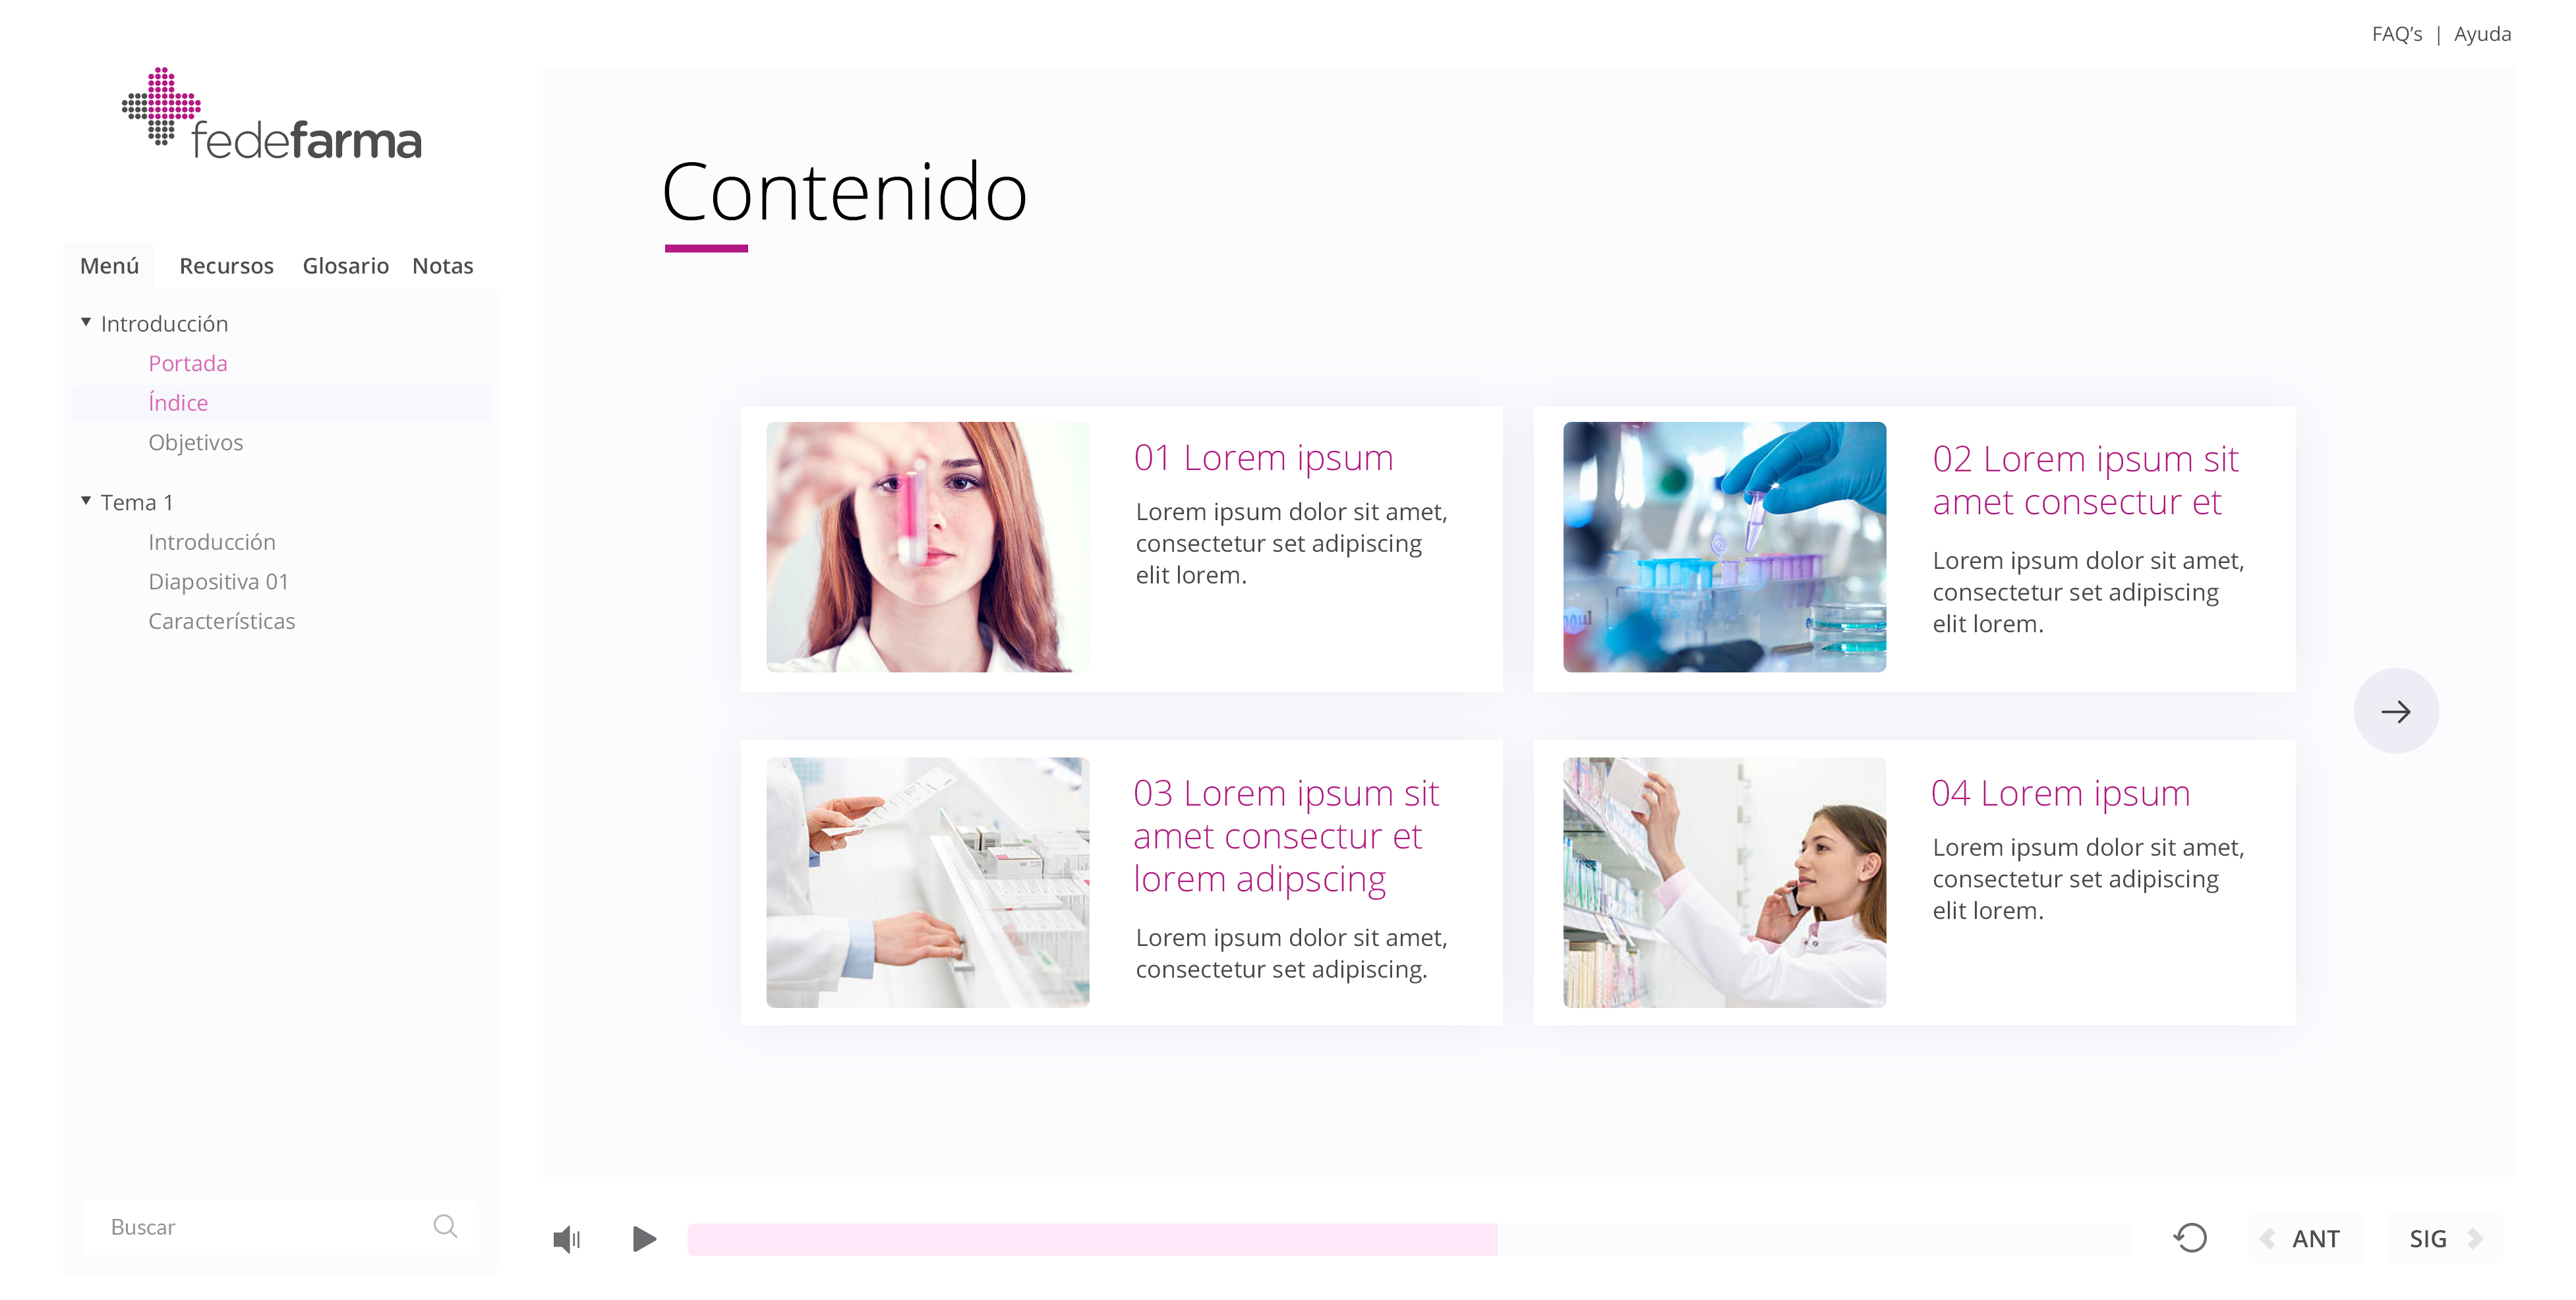 FAQ's | Ayuda
fedefarma
Menú Recursos Glosario Notas
Introducción
Portada
Índice
Objetivos
Tema 1
Introducción
Diapositiva 01
Características
Buscar
Contenido
01 Lorem ipsum
Lorem ipsum dolor sit amet,
consectetur set adipiscing
elit lorem.
02 Lorem ipsum sit
amet consectur et
Lorem ipsum dolor sit amet,
consectetur set adipiscing
elit lorem.
03 Lorem ipsum sit
amet consectur et
lorem adipscing
Lorem ipsum dolor sit amet,
consectetur set adipiscing.
04 Lorem ipsum
Lorem ipsum dolor sit amet,
consectetur set adipiscing
elit lorem.
ANT SIG